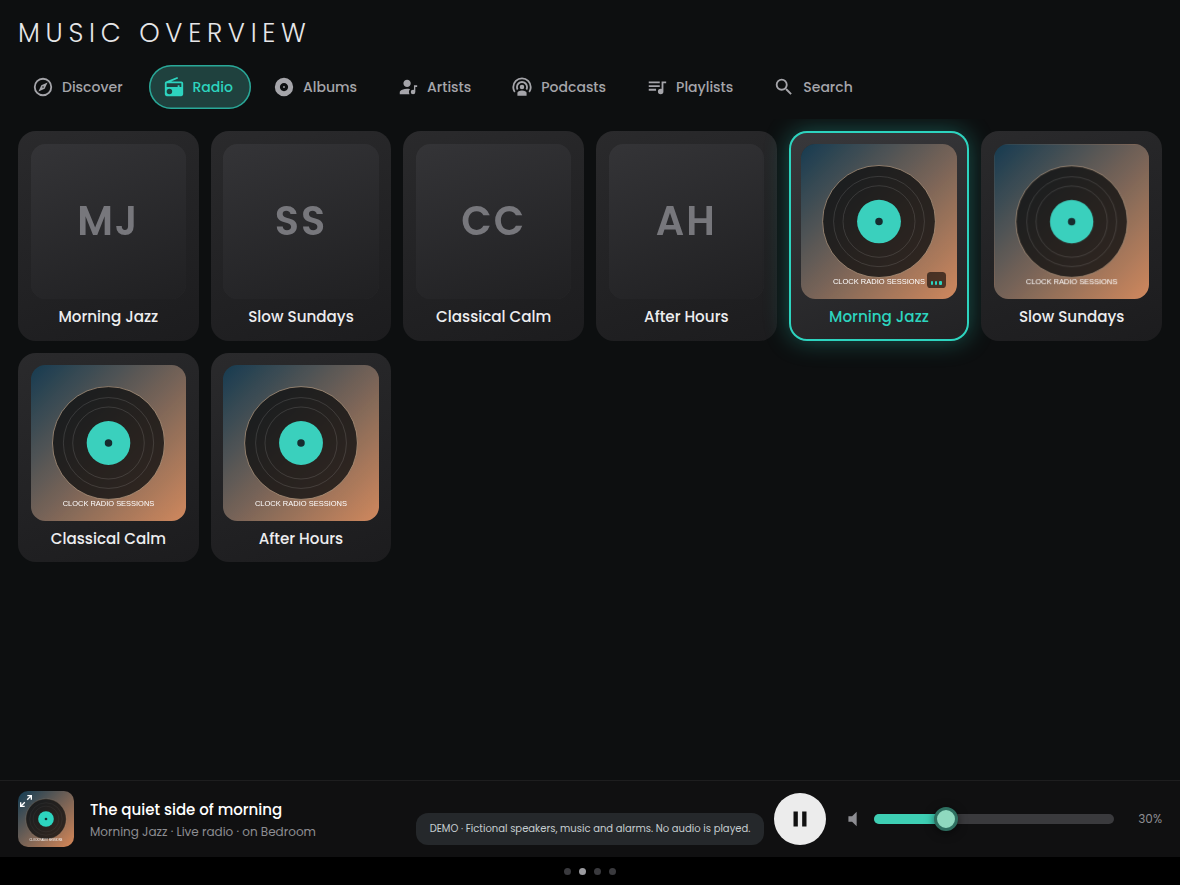 MUSIC OVERVIEW
Discover
Radio
Albums
Artists
Podcasts
Playlists
Search
MJ
Morning Jazz
SS
Slow Sundays
CC
Classical Calm
AH
After Hours
CLOCK RADIO SESSIONS
Morning Jazz
CLOCK RADIO SESSIONS
Slow Sundays
CLOCK RADIO SESSIONS
Classical Calm
CLOCK RADIO SESSIONS
After Hours
The quiet side of morning
Morning Jazz · Live radio · on Bedroom
DEMO · Fictional speakers, music and alarms. No audio is played.
30%